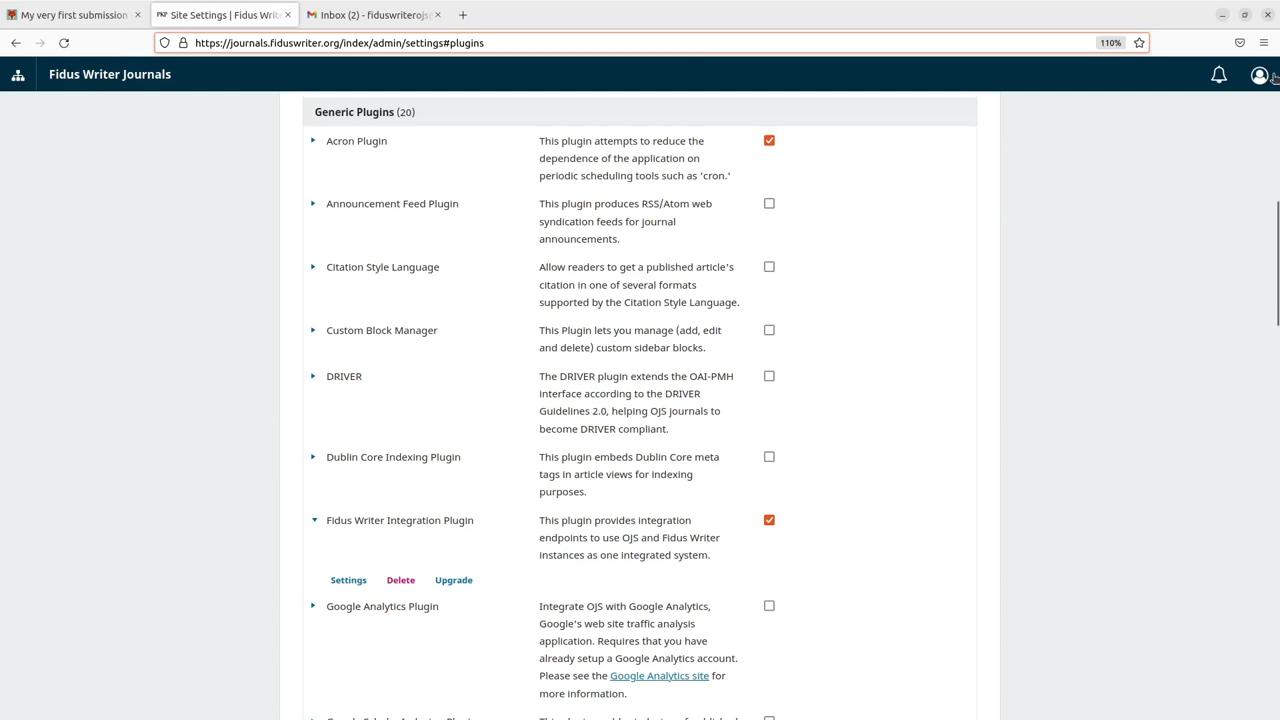 My very first submission
Site Settings | Fidus Write
Inbox (2) - fiduswriterojs
https://journals.fiduswriter.org/index/admin/settings#plugins
110%
Fidus Writer Journals
Generic Plugins (20)
Acron Plugin
This plugin attempts to reduce the
dependence of the application on
periodic scheduling tools such as 'cron.'
Announcement Feed Plugin
This plugin produces RSS/Atom web
syndication feeds for journal
announcements.
Citation Style Language
Allow readers to get a published article's
citation in one of several formats
supported by the Citation Style Language.
Custom Block Manager
This Plugin lets you manage (add, edit
and delete) custom sidebar blocks.
DRIVER
The DRIVER plugin extends the OAI-PMH
interface according to the DRIVER
Guidelines 2.0, helping OJS journals to
become DRIVER compliant.
Dublin Core Indexing Plugin
This plugin embeds Dublin Core meta
tags in article views for indexing
purposes.
Fidus Writer Integration Plugin
This plugin provides integration
endpoints to use OJS and Fidus Writer
instances as one integrated system.
Settings Delete Upgrade
Google Analytics Plugin
Integrate OJS with Google Analytics,
Google's web site traffic analysis
application. Requires that you have
already setup a Google Analytics account.
Please see the Google Analytics site for
more information.